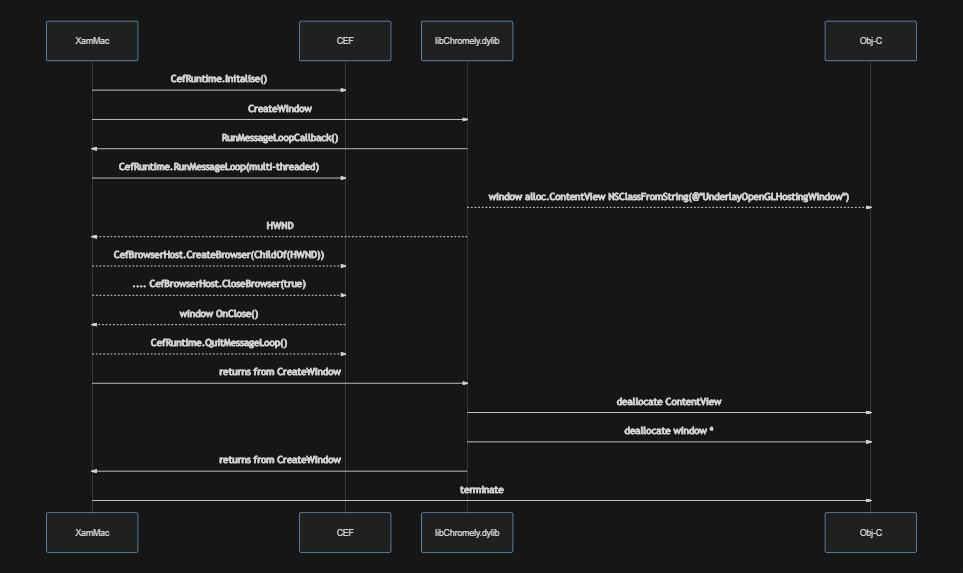 XamMac CEF libChromely.dylib Obj-C
CefRuntime.Initalise()
CreateWindow
RunMessageLoopCallback()
CefRuntime.RunMessageLoop(multi-threaded)
window alloc.ContentView NSClassFromString(@"UnderlayOpenGLHostingWindow")
HWND
CefBrowserHost.CreateBrowser(ChildOf(HWND))
.... CefBrowserHost.CloseBrowser(true)
window OnClose()
CefRuntime.QuitMessageLoop()
returns from CreateWindow
deallocate ContentView
deallocate window *
returns from CreateWindow
terminate
XamMac CEF libChromely.dylib Obj-C